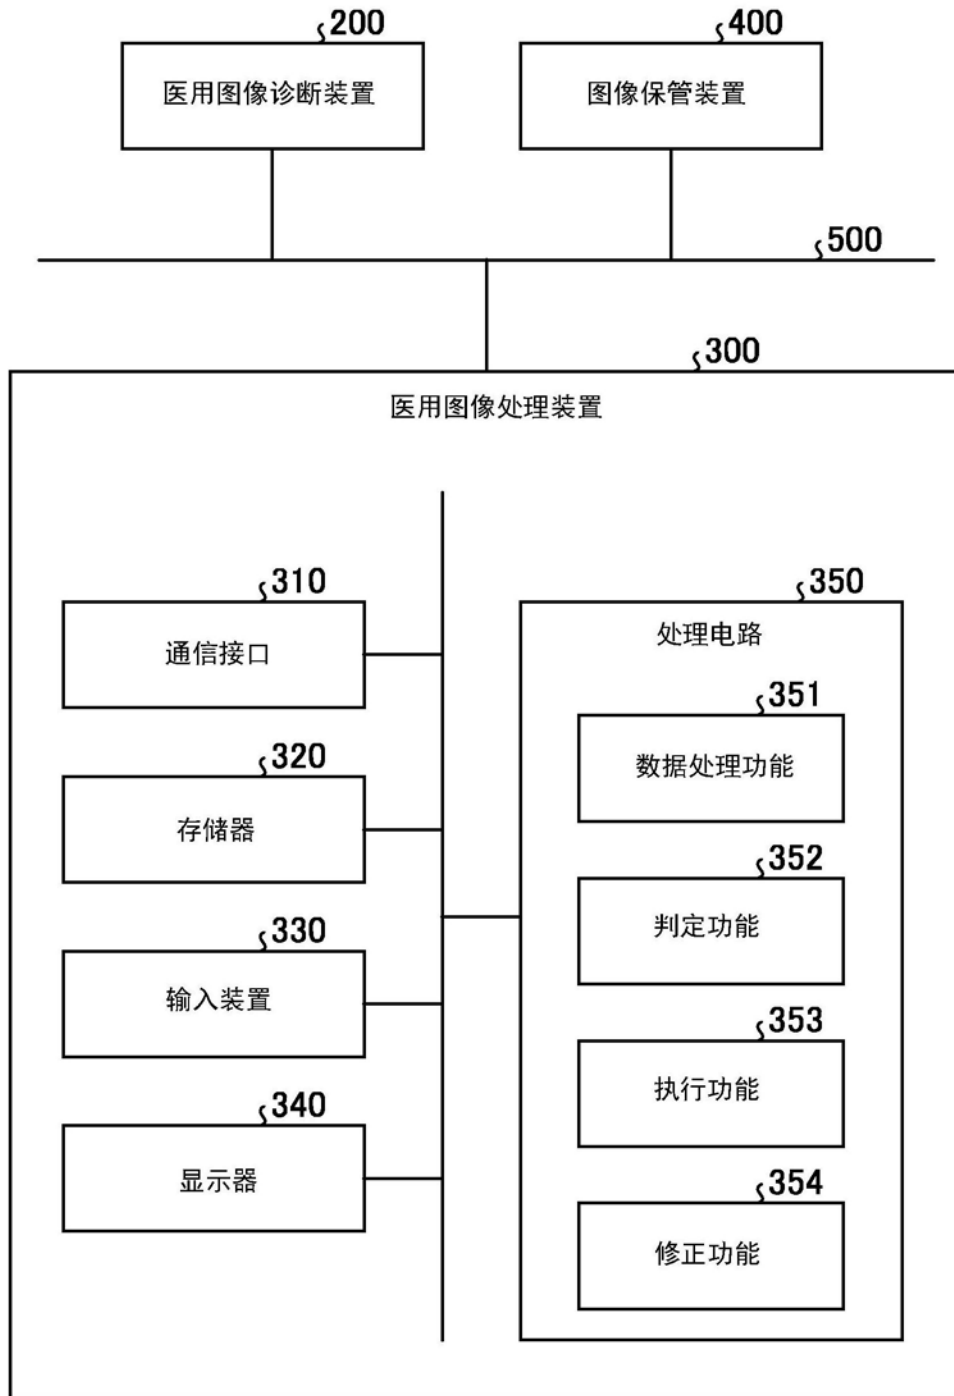 200
医用图像诊断装置
400
图像保管装置
500
300
医用图像处理装置
310
通信接口
320
存储器
330
输入装置
340
显示器
350
处理电路
351
数据处理功能
352
判定功能
353
执行功能
354
修正功能